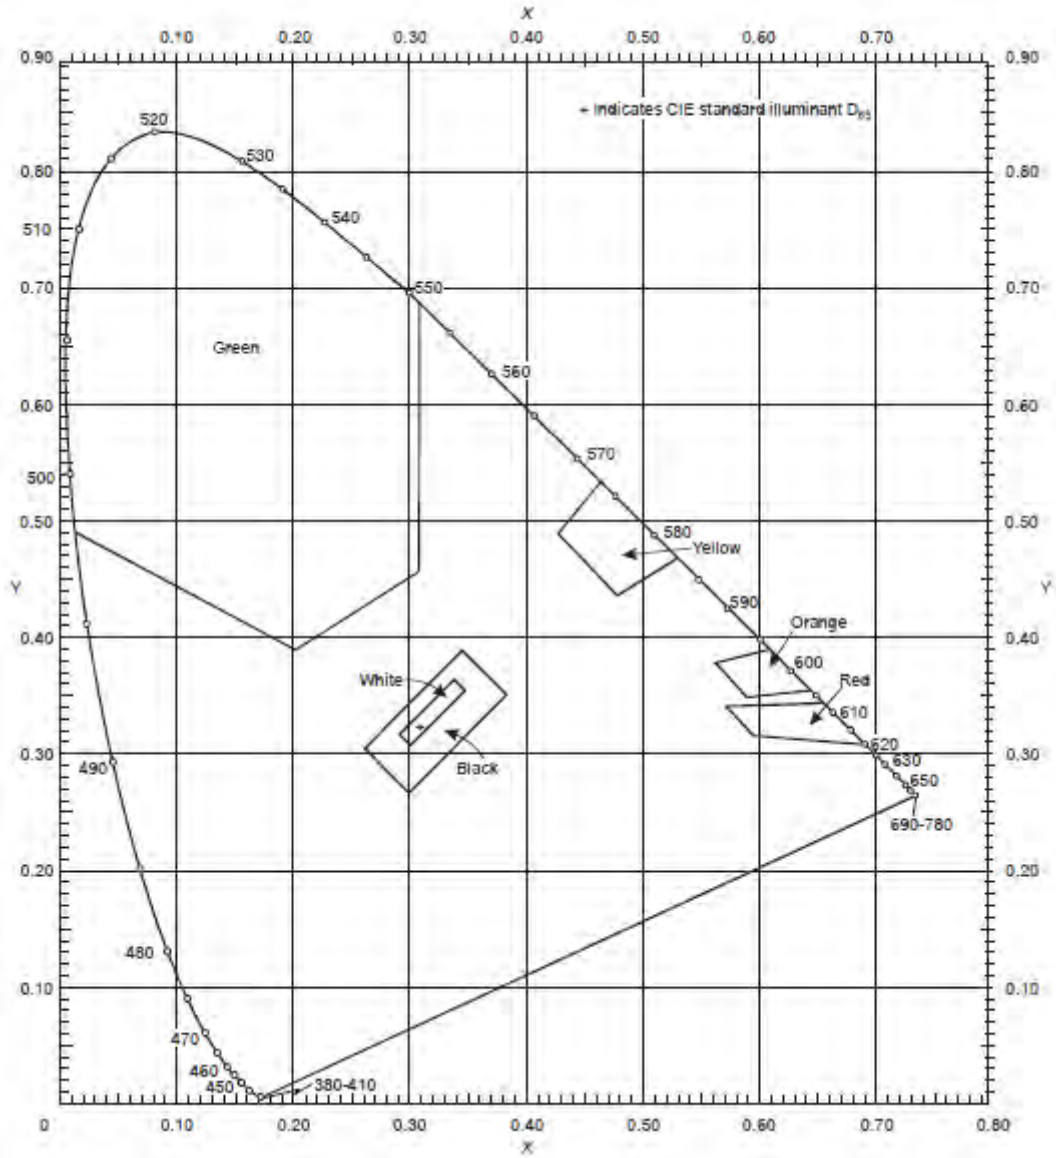 X
0.10 0.20 0.30 0.40 0.50 0.60 0.70
0.90 0.90
+ Indicates CIE standard illuminant D65
520
530
0.80 0.80
510 540
0.70 550 0.70
Green
560
0.60 0.60
570
500
0.50 0.50
580
Yellow
Y Y
590
Orange
0.40 0.40
600
White Red
610
620
0.30 630 0.30
490 Black
650
690-780
0.20 0.20
480
0.10 0.10
470
460
450 380-410
0 0.10 0.20 0.30 0.40 0.50 0.60 0.70 0.80
X